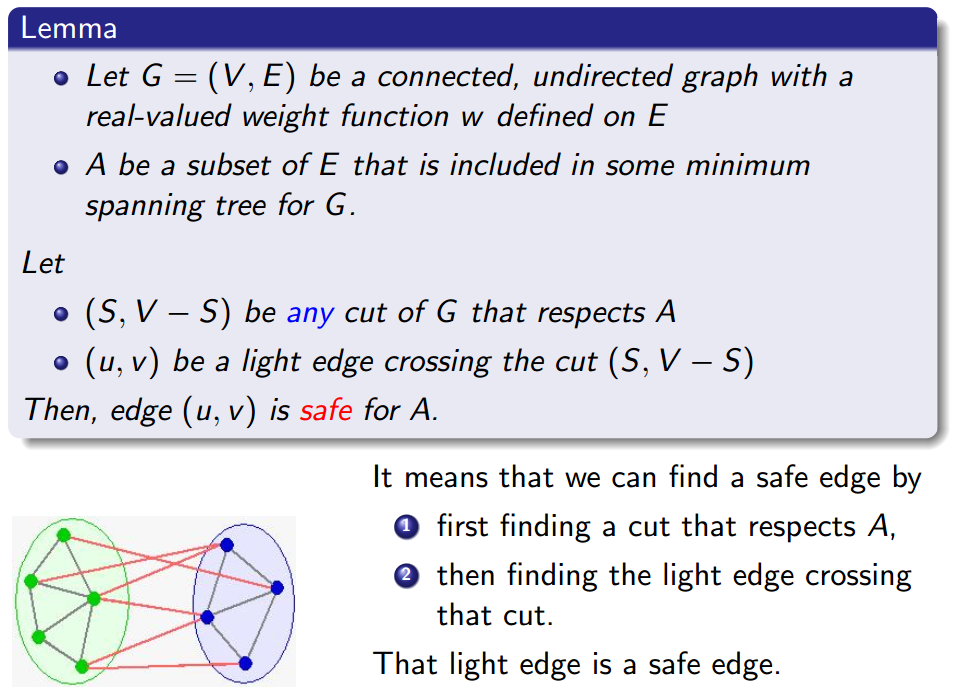 Lemma
Let G = (V, E) be a connected, undirected graph with a
real-valued weight function w defined on E
A be a subset of E that is included in some minimum
spanning tree for G.
Let
(S, V − S) be any cut of G that respects A
(u, v) be a light edge crossing the cut (S, V − S)
Then, edge (u, v) is safe for A.
It means that we can find a safe edge by
1 first finding a cut that respects A,
2 then finding the light edge crossing
that cut.
That light edge is a safe edge.